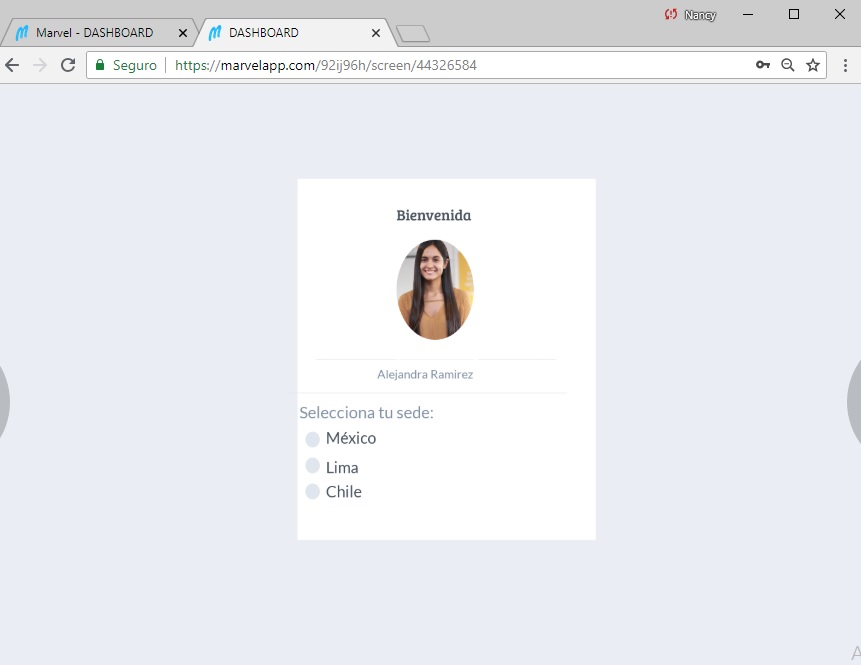 Nancy
Marvel - DASHBOARD
DASHBOARD
Seguro
https://marvelapp.com/92ij96h/screen/44326584
Bienvenida
Alejandra Ramirez
Selecciona tu sede:
México
Lima
Chile
A